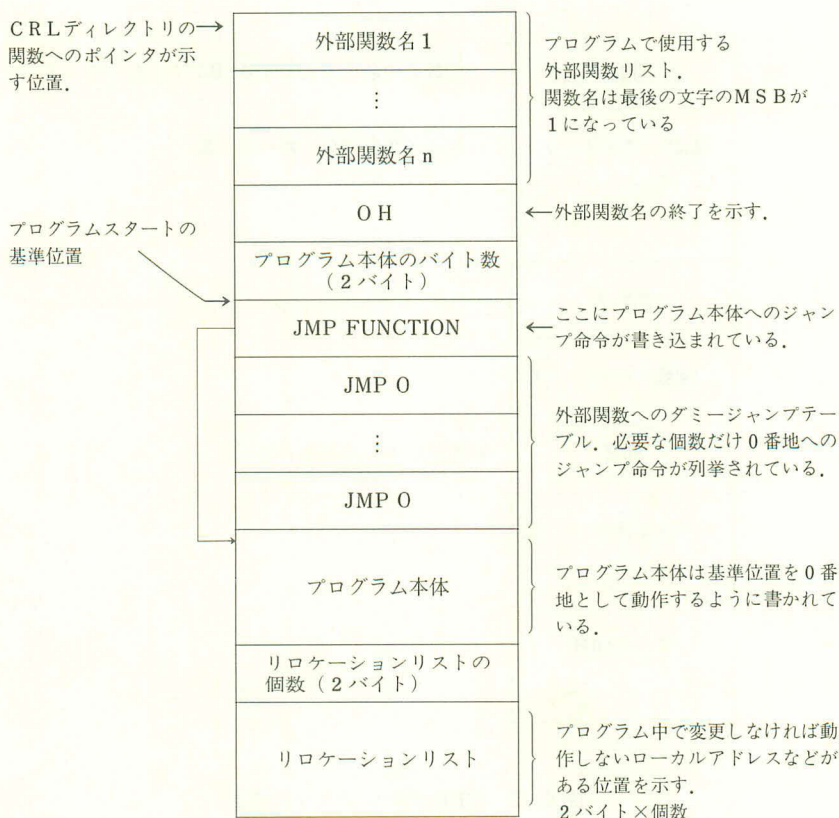 CRLディレクトリの
関数へのポインタが示
す位置.
外部関数名1
⋮
外部関数名n
プログラムで使用する
外部関数リスト.
関数名は最後の文字のMSBが
1になっている
OH
←外部関数名の終了を示す.
プログラムスタートの
基準位置
プログラム本体のバイト数
(2バイト)
JMP FUNCTION
ここにプログラム本体へのジャン
プ命令が書き込まれている.
JMP O
⋮
JMP O
外部関数へのダミージャンプテー
ブル. 必要な個数だけ0番地への
ジャンプ命令が列挙されている.
プログラム本体
プログラム本体は基準位置を0番
地として動作するように書かれて
いる.
リロケーションリストの
個数(2バイト)
リロケーションリスト
プログラム中で変更しなければ動
作しないローカルアドレスなどが
ある位置を示す.
2バイト×個数